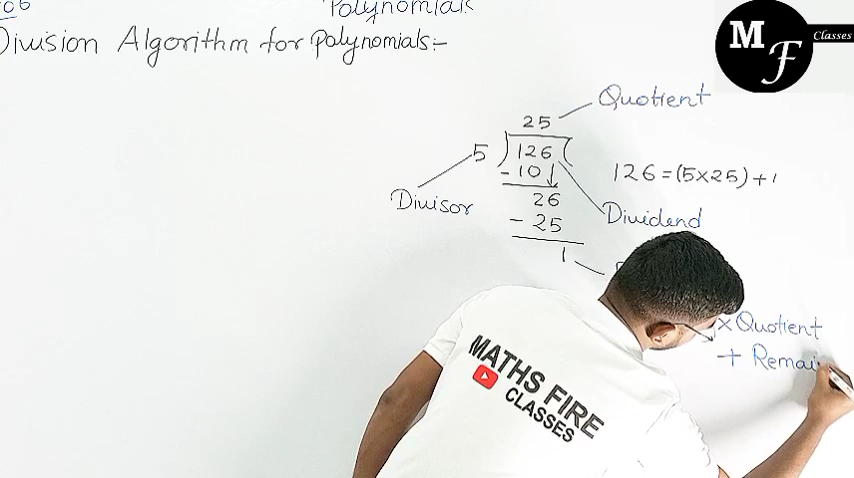 Polynomials
Division Algorithm for Polynomials:-
M F Classes
Quotient
25
5 ) 126 (
- 10
126 = (5×25) + 1
Divisor
26
Dividend
- 25
1
× Quotient
+ Remai
MATHS FIRE
CLASSES